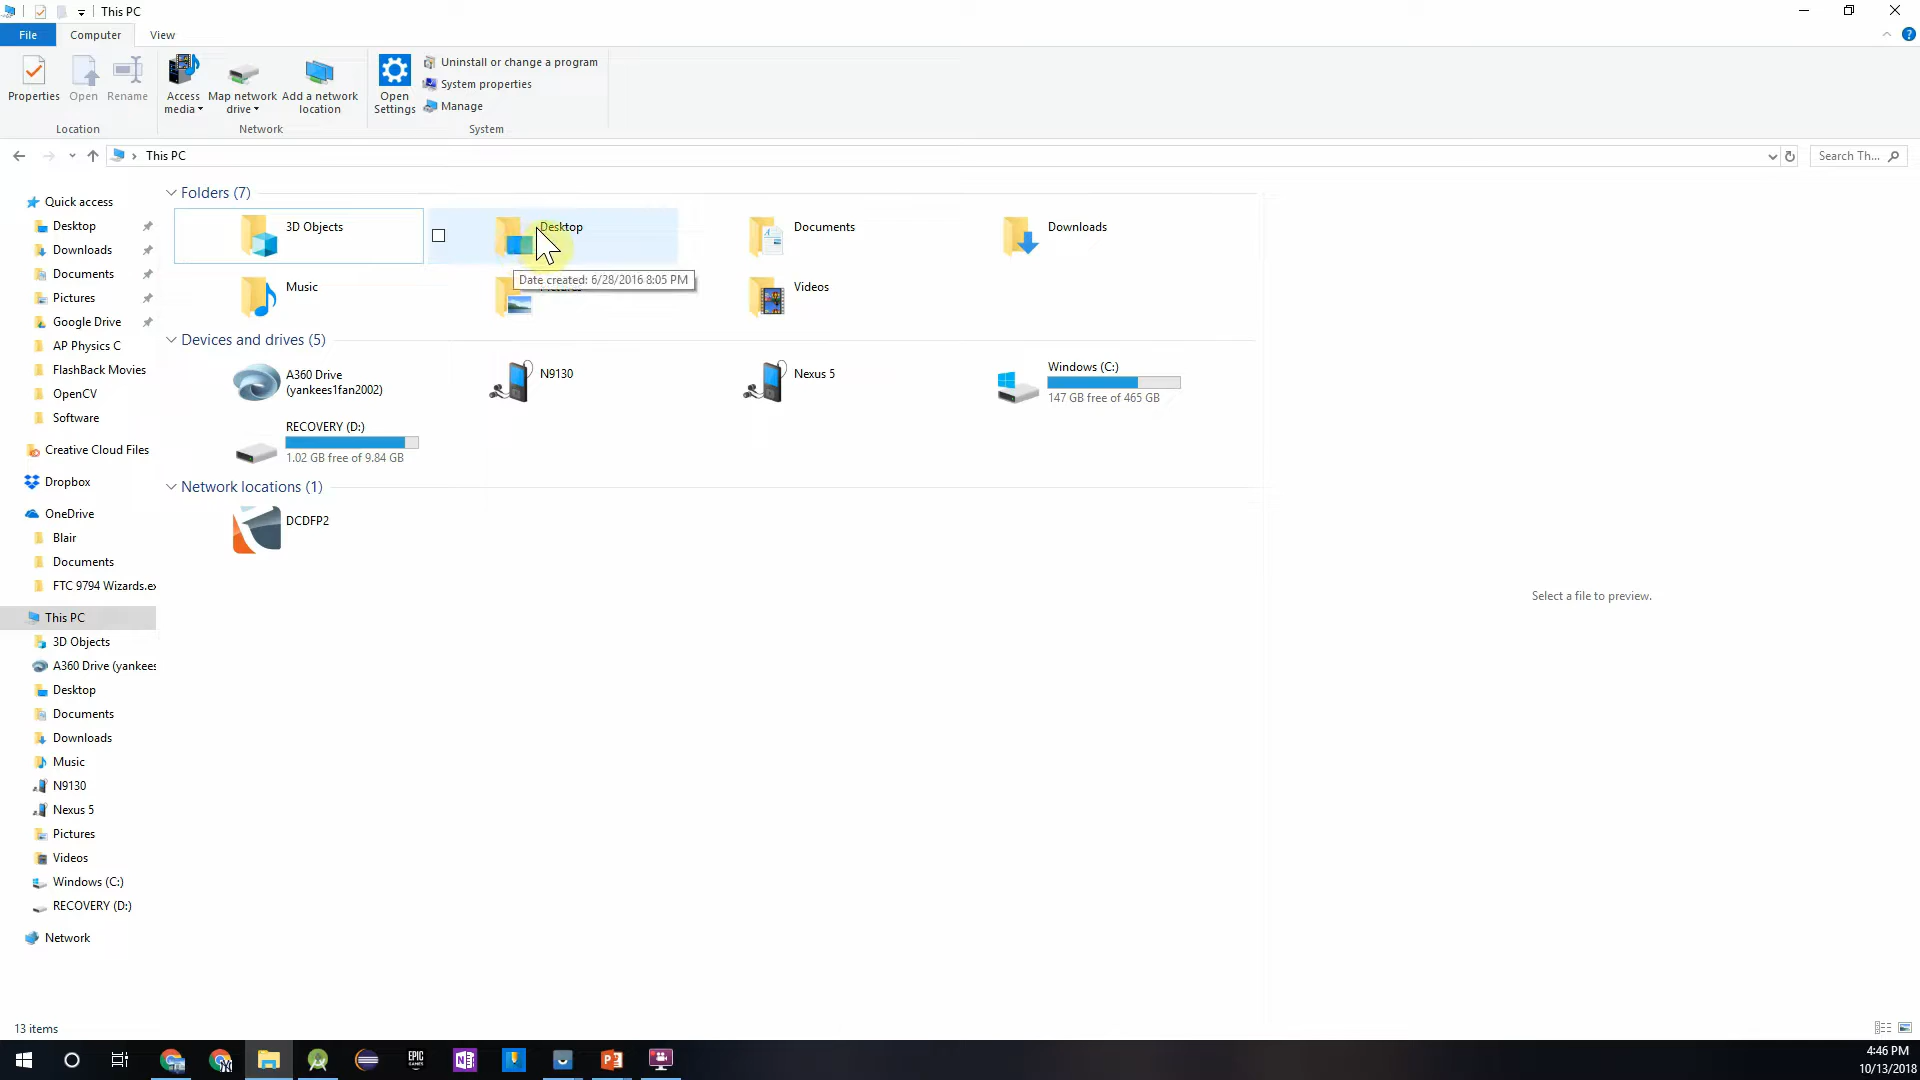 This PC
File
Computer
View
Properties
Open
Rename
Access media
Map network drive
Add a network location
Open Settings
Uninstall or change a program
System properties
Manage
Location
Network
System
This PC
Search Th...
Quick access
Desktop
Downloads
Documents
Pictures
Google Drive
AP Physics C
FlashBack Movies
OpenCV
Software
Creative Cloud Files
Dropbox
OneDrive
Blair
Documents
FTC 9794 Wizards.ex
This PC
3D Objects
A360 Drive (yankees
Desktop
Documents
Downloads
Music
N9130
Nexus 5
Pictures
Videos
Windows (C:)
RECOVERY (D:)
Network
Folders (7)
3D Objects
Desktop
Documents
Downloads
Date created: 6/28/2016 8:05 PM
Music
Pictures
Videos
Devices and drives (5)
A360 Drive
(yankees1fan2002)
N9130
Nexus 5
Windows (C:)
147 GB free of 465 GB
RECOVERY (D:)
1.02 GB free of 9.84 GB
Network locations (1)
DCDFP2
Select a file to preview.
13 items
EPIC GAMES
4:46 PM
10/13/2018